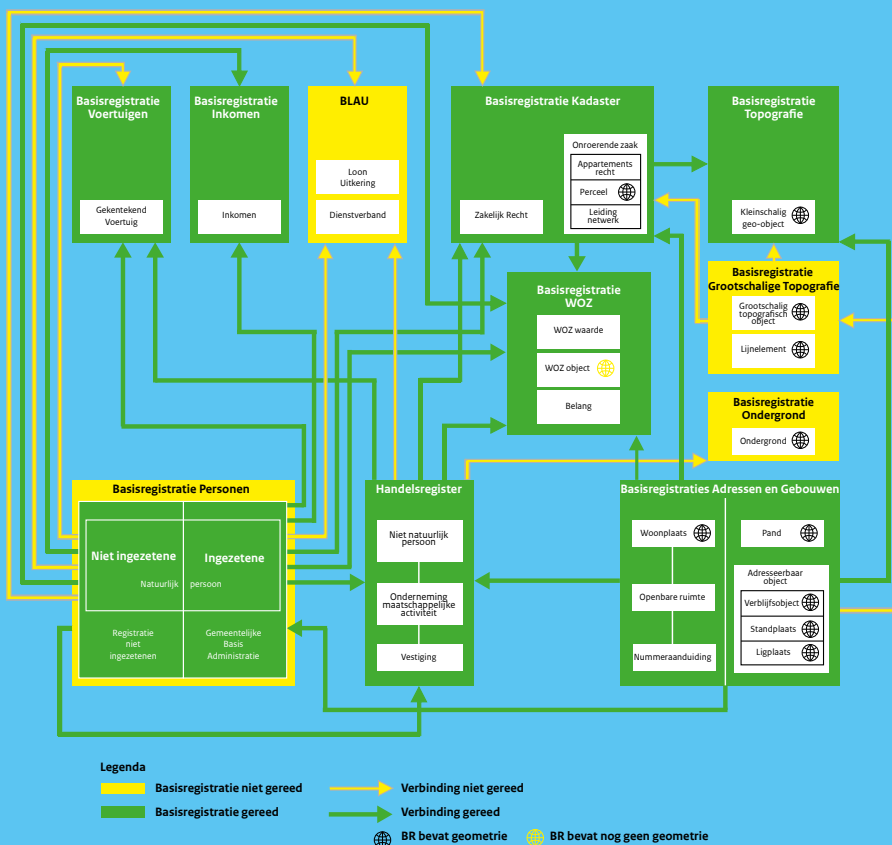 Basisregistratie
Voertuigen
Gekentekend
Voertuig
Basisregistratie
Inkomen
Inkomen
BLAU
Loon
Uitkering
Dienstverband
Basisregistratie Kadaster
Zakelijk Recht
Onroerende zaak
Appartements
recht
Perceel
Leiding
netwerk
Basisregistratie
Topografie
Kleinschalig
geo-object
Basisregistratie
WOZ
WOZ waarde
WOZ object
Belang
Basisregistratie
Grootschalige Topografie
Grootschalig
topografisch
object
Lijnelement
Basisregistratie
Ondergrond
Ondergrond
Basisregistratie Personen
Niet ingezetene
Ingezetene
Natuurlijk persoon
Registratie
niet
ingezetenen
Gemeentelijke
Basis
Administratie
Handelsregister
Niet natuurlijk
persoon
Onderneming
maatschappelijke
activiteit
Vestiging
Basisregistraties Adressen en Gebouwen
Woonplaats
Openbare ruimte
Nummeraanduiding
Pand
Adresseerbaar
object
Verblijfsobject
Standplaats
Ligplaats
Legenda
Basisregistratie niet gereed
Verbinding niet gereed
Basisregistratie gereed
Verbinding gereed
BR bevat geometrie
BR bevat nog geen geometrie